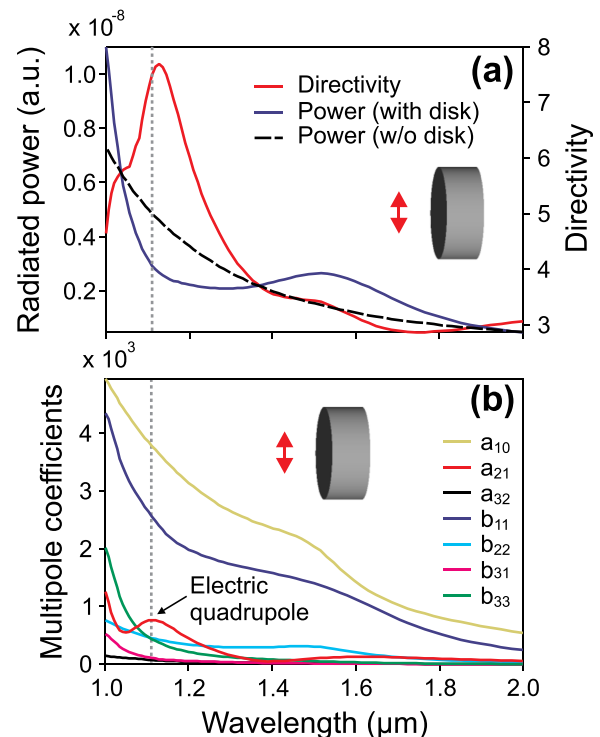 x 10⁻⁸
(a)
Radiated power (a.u.)
1.0
0.8
0.6
0.4
0.2
Directivity
8
7
6
5
4
3
Directivity
Power (with disk)
Power (w/o disk)
x 10³
(b)
Multipole coefficients
4
3
2
1
0
a₁₀
a₂₁
a₃₂
b₁₁
b₂₂
b₃₁
b₃₃
Electric
quadrupole
1.0 1.2 1.4 1.6 1.8 2.0
Wavelength (μm)